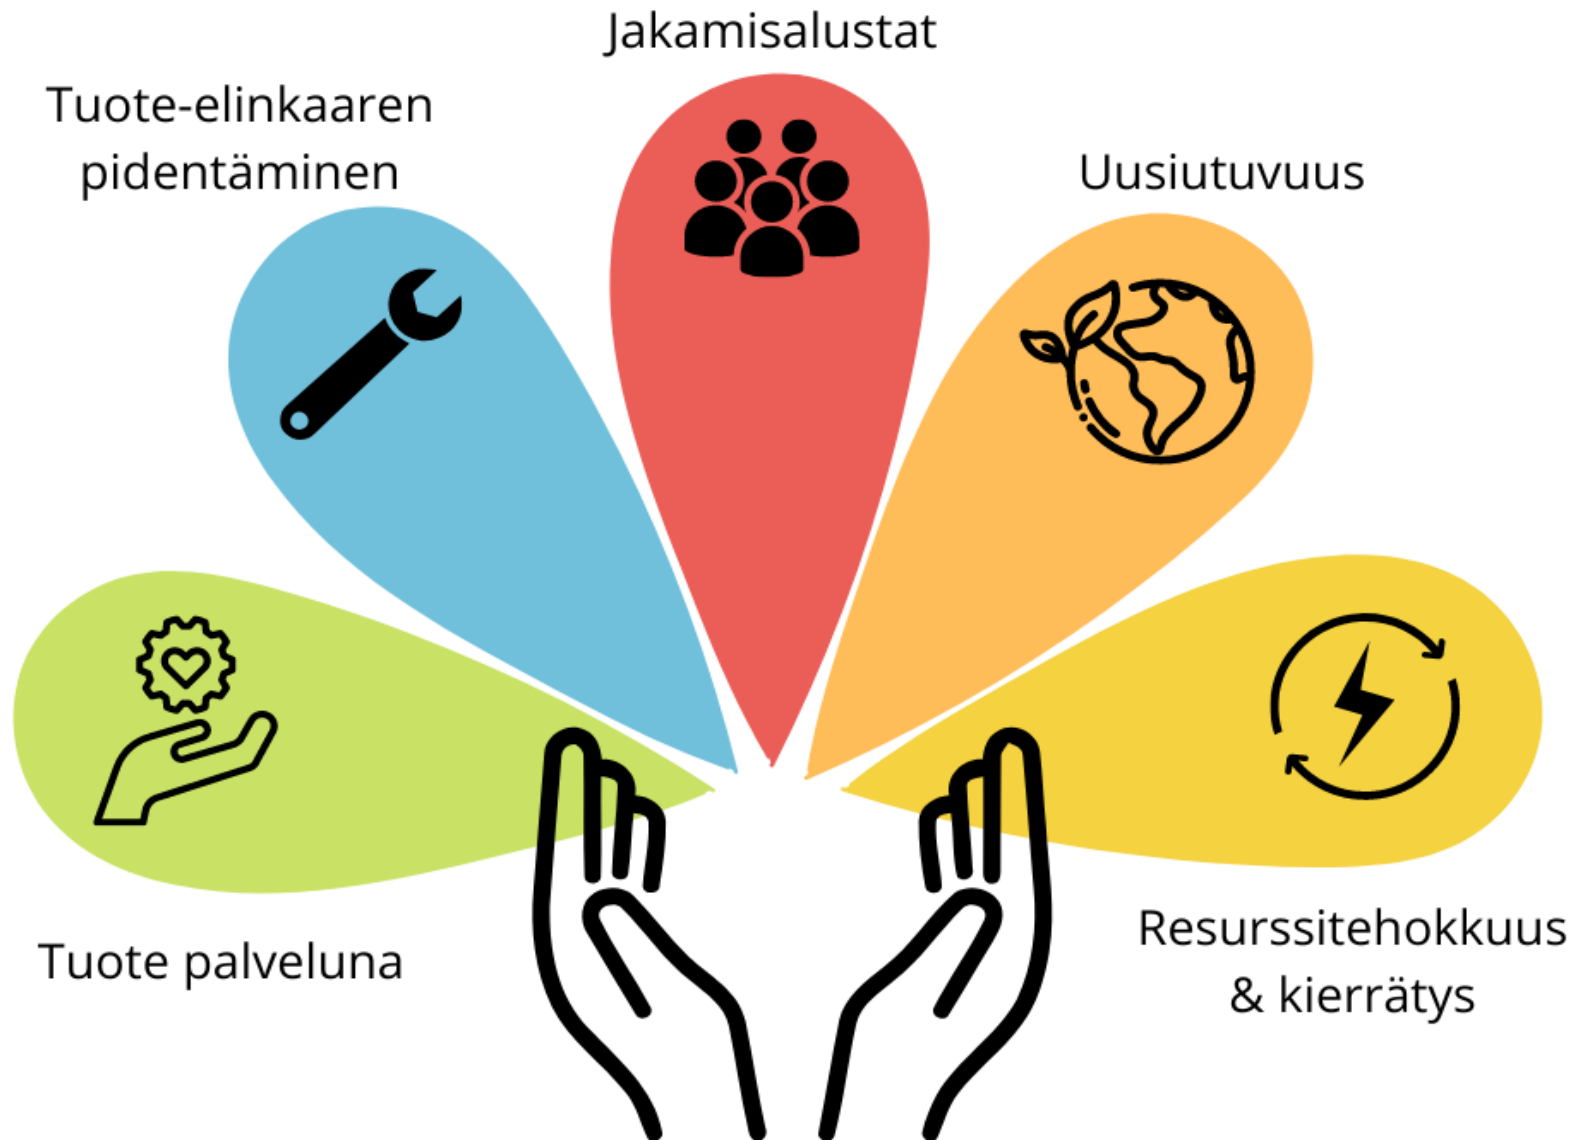 Jakamisalustat
Tuote-elinkaaren
pidentäminen
Uusiutuvuus
Tuote palveluna
Resurssitehokkuus
& kierrätys